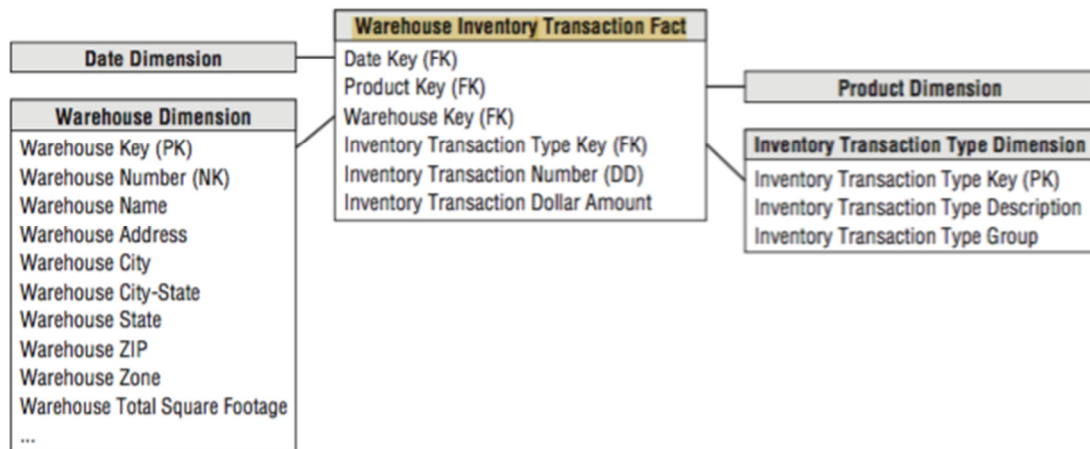 Date Dimension
Warehouse Dimension
Warehouse Key (PK)
Warehouse Number (NK)
Warehouse Name
Warehouse Address
Warehouse City
Warehouse City-State
Warehouse State
Warehouse ZIP
Warehouse Zone
Warehouse Total Square Footage
...
Warehouse Inventory Transaction Fact
Date Key (FK)
Product Key (FK)
Warehouse Key (FK)
Inventory Transaction Type Key (FK)
Inventory Transaction Number (DD)
Inventory Transaction Dollar Amount
Product Dimension
Inventory Transaction Type Dimension
Inventory Transaction Type Key (PK)
Inventory Transaction Type Description
Inventory Transaction Type Group